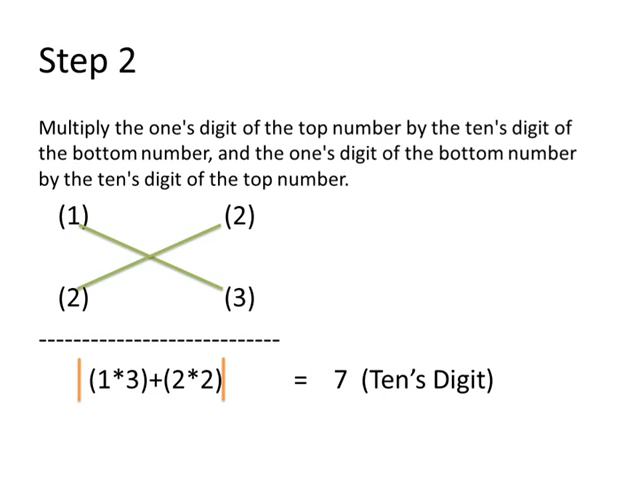 Step 2
Multiply the one's digit of the top number by the ten's digit of
the bottom number, and the one's digit of the bottom number
by the ten's digit of the top number.
(1) (2)
(2) (3)
----------------------------
(1*3)+(2*2) = 7 (Ten’s Digit)